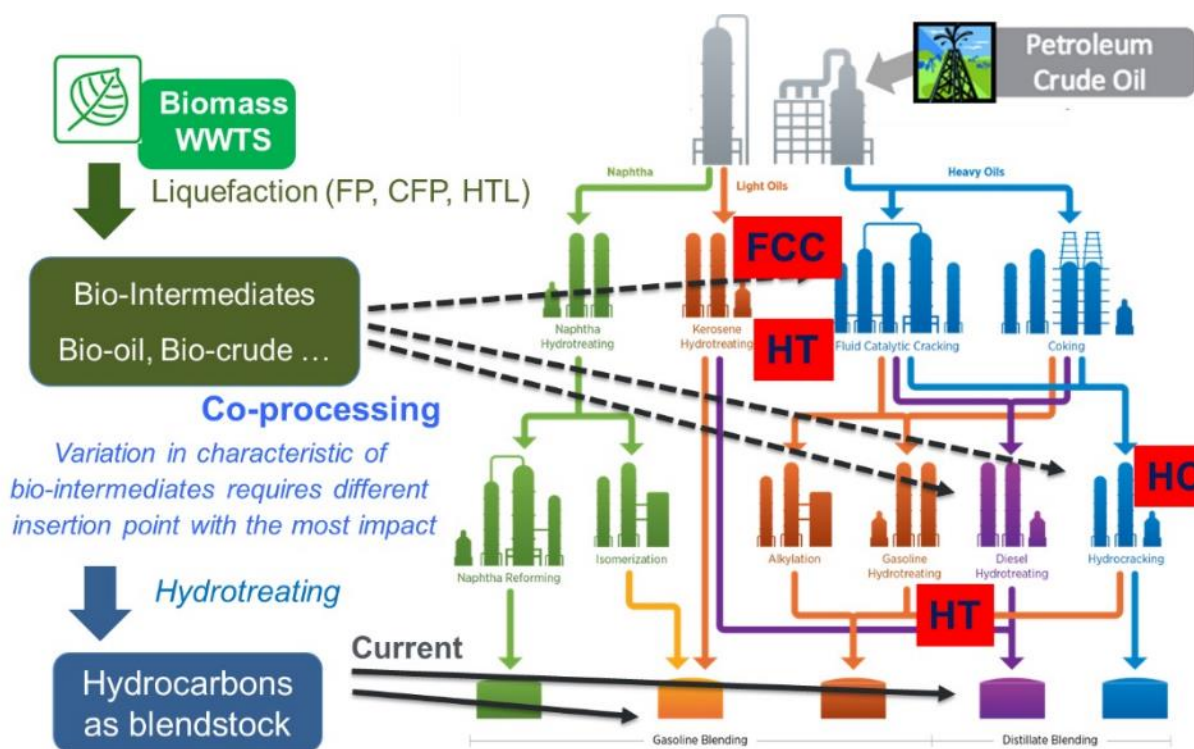 Petroleum
Crude Oil
Biomass
WWTS
Liquefaction (FP, CFP, HTL)
Naphtha
Light Oils
Heavy Oils
FCC
Bio-Intermediates
Bio-oil, Bio-crude ...
Naphtha
Hydrotreating
Kerosene
Hydrotreating
HT
Fluid Catalytic Cracking
Coking
Co-processing
Variation in characteristic of
bio-intermediates requires different
insertion point with the most impact
HC
Naphtha Reforming
Isomerization
Alkylation
Gasoline
Hydrotreating
Diesel
Hydrotreating
Hydrocracking
Hydrotreating
HT
Current
Hydrocarbons
as blendstock
Gasoline Blending
Distillate Blending